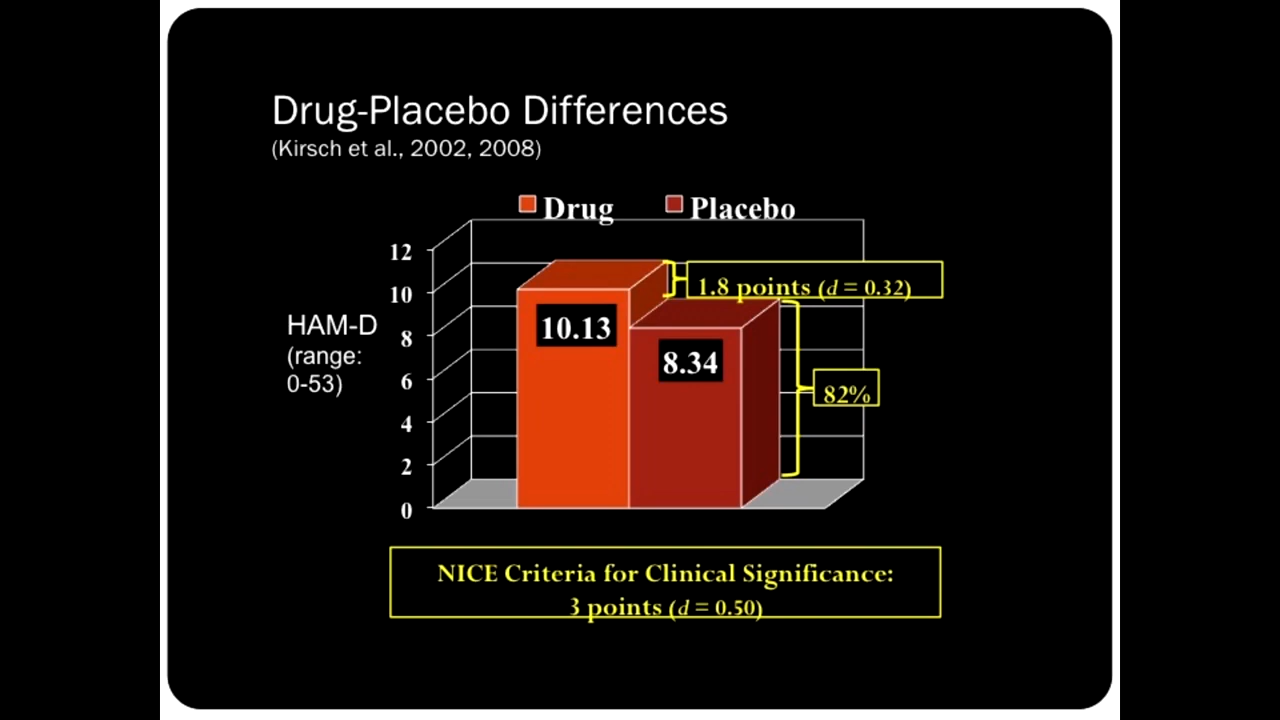 Drug-Placebo Differences
(Kirsch et al., 2002, 2008)
Drug
Placebo
12
10
8
6
4
2
0
HAM-D
(range:
0-53)
10.13
8.34
1.8 points (d = 0.32)
82%
NICE Criteria for Clinical Significance:
3 points (d = 0.50)